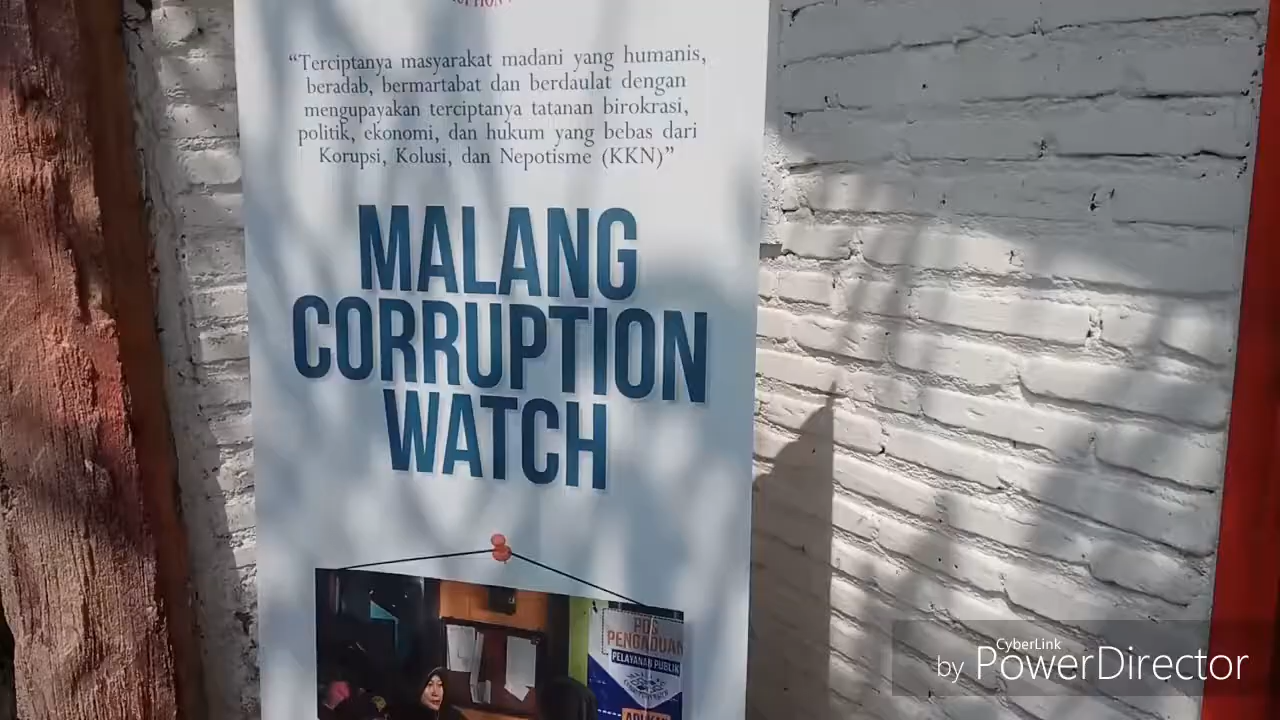 “Terciptanya masyarakat madani yang humanis,
beradab, bermartabat dan berdaulat dengan
mengupayakan terciptanya tatanan birokrasi,
politik, ekonomi, dan hukum yang bebas dari
Korupsi, Kolusi, dan Nepotisme (KKN)”
MALANG
CORRUPTION
WATCH
POS
PENGADUAN
PELAYANAN PUBLIK
CyberLink
by PowerDirector